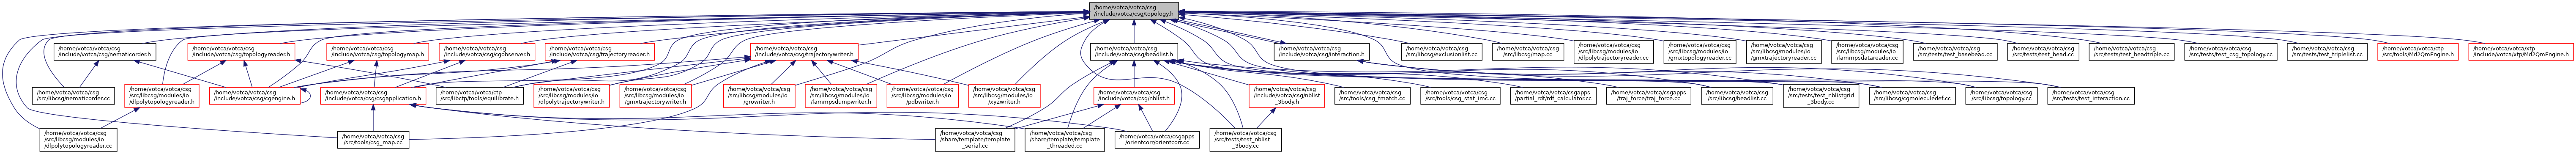 /home/votca/votca/csg
/include/votca/csg/topology.h
/home/votca/votca/csg
/include/votca/csg/nematicorder.h
/home/votca/votca/csg
/include/votca/csg/topologyreader.h
/home/votca/votca/csg
/include/votca/csg/topologymap.h
/home/votca/votca/csg
/include/votca/csg/cgobserver.h
/home/votca/votca/csg
/include/votca/csg/trajectoryreader.h
/home/votca/votca/csg
/include/votca/csg/trajectorywriter.h
/home/votca/votca/csg
/include/votca/csg/beadlist.h
/home/votca/votca/csg
/include/votca/csg/interaction.h
/home/votca/votca/csg
/src/libcsg/exclusionlist.cc
/home/votca/votca/csg
/src/libcsg/map.cc
/home/votca/votca/csg
/src/libcsg/modules/io
/dlpolytrajectoryreader.cc
/home/votca/votca/csg
/src/libcsg/modules/io
/gmxtopologyreader.cc
/home/votca/votca/csg
/src/libcsg/modules/io
/gmxtrajectoryreader.cc
/home/votca/votca/csg
/src/libcsg/modules/io
/lammpsdatareader.cc
/home/votca/votca/csg
/src/tests/test_basebead.cc
/home/votca/votca/csg
/src/tests/test_bead.cc
/home/votca/votca/csg
/src/tests/test_beadtriple.cc
/home/votca/votca/csg
/src/tests/test_csg_topology.cc
/home/votca/votca/csg
/src/tests/test_triplelist.cc
/home/votca/votca/ctp
/src/tools/Md2QmEngine.h
/home/votca/votca/xtp
/include/votca/xtp/Md2QmEngine.h
/home/votca/votca/csg
/src/libcsg/nematicorder.cc
/home/votca/votca/csg
/src/libcsg/modules/io
/dlpolytopologyreader.h
/home/votca/votca/csg
/include/votca/csg/cgengine.h
/home/votca/votca/csg
/include/votca/csg/csgapplication.h
/home/votca/votca/ctp
/src/libctp/tools/equilibrate.h
/home/votca/votca/csg
/src/libcsg/modules/io
/dlpolytrajectorywriter.h
/home/votca/votca/csg
/src/libcsg/modules/io
/gmxtrajectorywriter.h
/home/votca/votca/csg
/src/libcsg/modules/io
/growriter.h
/home/votca/votca/csg
/src/libcsg/modules/io
/lammpsdumpwriter.h
/home/votca/votca/csg
/src/libcsg/modules/io
/pdbwriter.h
/home/votca/votca/csg
/src/libcsg/modules/io
/xyzwriter.h
/home/votca/votca/csg
/include/votca/csg/nblist.h
/home/votca/votca/csg
/include/votca/csg/nblist
_3body.h
/home/votca/votca/csg
/src/tools/csg_fmatch.cc
/home/votca/votca/csg
/src/tools/csg_stat_imc.cc
/home/votca/votca/csgapps
/partial_rdf/rdf_calculator.cc
/home/votca/votca/csgapps
/traj_force/traj_force.cc
/home/votca/votca/csg
/src/libcsg/beadlist.cc
/home/votca/votca/csg
/src/tests/test_nblistgrid
_3body.cc
/home/votca/votca/csg
/src/libcsg/cgmoleculedef.cc
/home/votca/votca/csg
/src/libcsg/topology.cc
/home/votca/votca/csg
/src/tests/test_interaction.cc
/home/votca/votca/csg
/src/libcsg/modules/io
/dlpolytopologyreader.cc
/home/votca/votca/csg
/src/tools/csg_map.cc
/home/votca/votca/csg
/share/template/template
_serial.cc
/home/votca/votca/csg
/share/template/template
_threaded.cc
/home/votca/votca/csgapps
/orientcorr/orientcorr.cc
/home/votca/votca/csg
/src/tests/test_nblist
_3body.cc